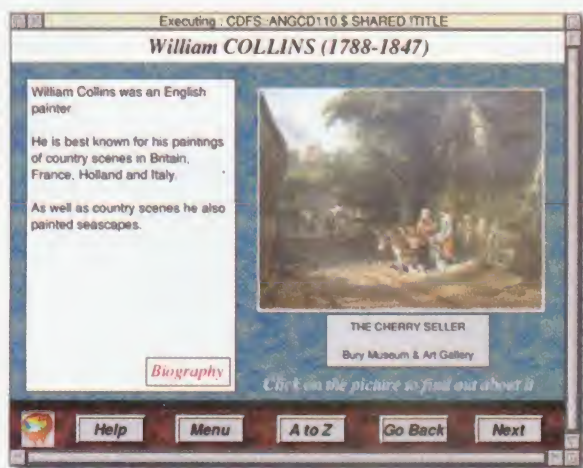 Executing : CDFS::ANGCD110.$.SHARED.!TITLE
William COLLINS (1788-1847)
William Collins was an English
painter
He is best known for his paintings
of country scenes in Britain,
France, Holland and Italy.
As well as country scenes he also
painted seascapes.
Biography
THE CHERRY SELLER
Bury Museum & Art Gallery
Click on the picture to find out about it
Help
Menu
A to Z
Go Back
Next